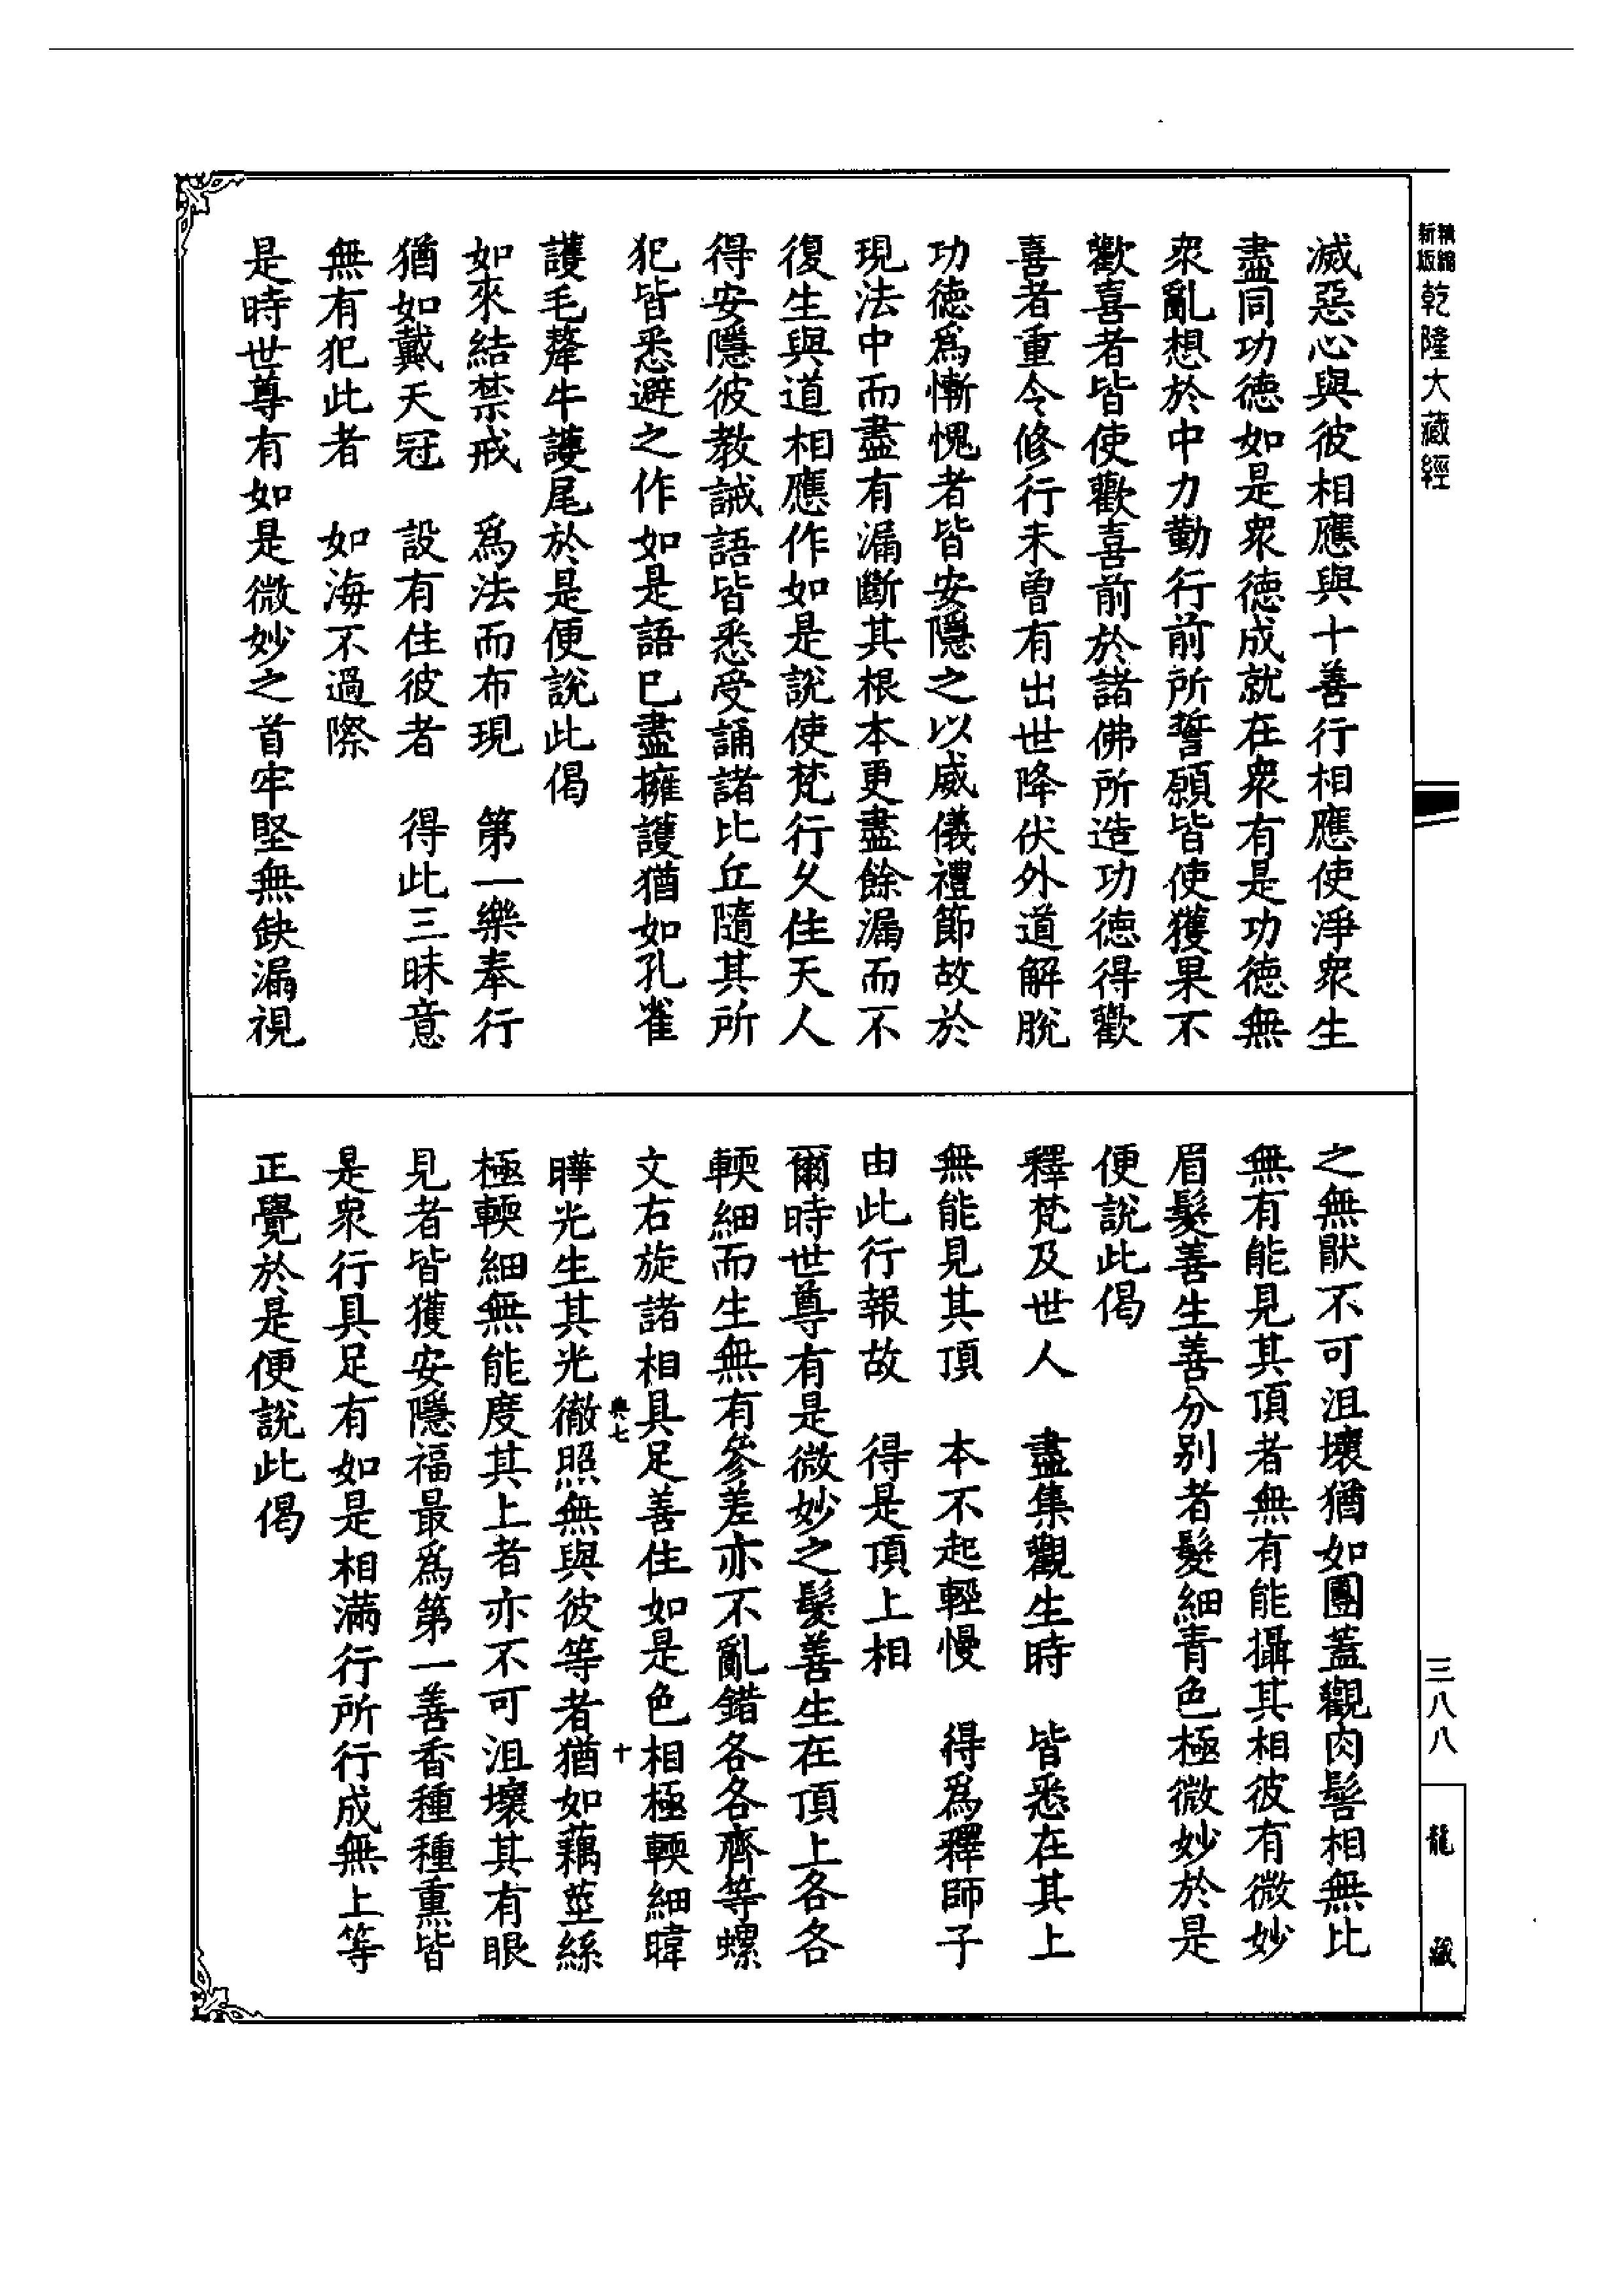 精縮新版乾隆大藏經
滅惡心與彼相應與十善行相應使淨衆生
盡同功德如是衆德成就在衆有是功德無
衆亂想於中力勤行前所誓願皆使獲果不
歡喜者皆使歡喜前於諸佛所造功德得歡
喜者重令修行未曾有出世降伏外道解脫
功德爲慚愧者皆安隱之以威儀禮節故於
現法中而盡有漏斷其根本更盡餘漏而不
復生與道相應作如是說使梵行久住天人
得安隱彼教誡語皆悉受誦諸比丘隨其所
犯皆悉避之作如是語已盡擁護猶如孔雀
護毛犛牛護尾於是便說此偈
如來結禁戒　爲法而布現　第一樂奉行
猶如戴天冠　設有住彼者　得此三昧意
無有犯此者　如海不過際
是時世尊有如是微妙之首牢堅無缺漏視
之無猒不可沮壞猶如團蓋觀肉髻相無比
無有能見其頂者無有能攝其相彼有微妙
眉髮善生善分別者髮細青色極微妙於是
便說此偈
釋梵及世人　盡集觀生時　皆悉在其上
無能見其頂　本不起輕慢　得爲釋師子
由此行報故　得是頂上相
爾時世尊有是微妙之髮善生在頂上各各
輭細而生無有參差亦不亂錯各各齊等螺
文右旋諸相具足善住如是色相極輭細暐
典七　十
曄光生其光徹照無與彼等者猶如藕莖絲
極輭細無能度其上者亦不可沮壞其有眼
見者皆獲安隱福最爲第一善香種種熏皆
是衆行具足有如是相滿行所行成無上等
正覺於是便說此偈
三八八
龍藏